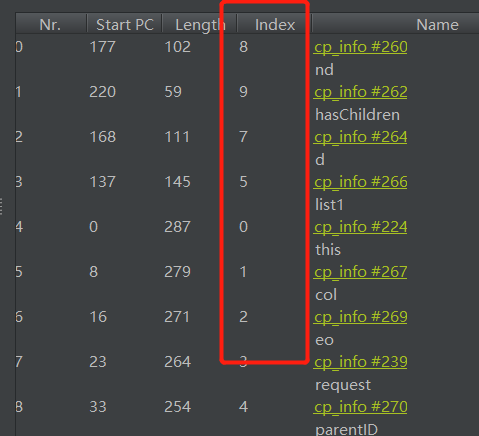 Nr. Start PC Length Index Name
0 177 102 8 cp_info #260
nd
1 220 59 9 cp_info #262
hasChildren
2 168 111 7 cp_info #264
d
3 137 145 5 cp_info #266
list1
4 0 287 0 cp_info #224
this
5 8 279 1 cp_info #267
col
6 16 271 2 cp_info #269
eo
7 23 264 3 cp_info #239
request
8 33 254 4 cp_info #270
parentID